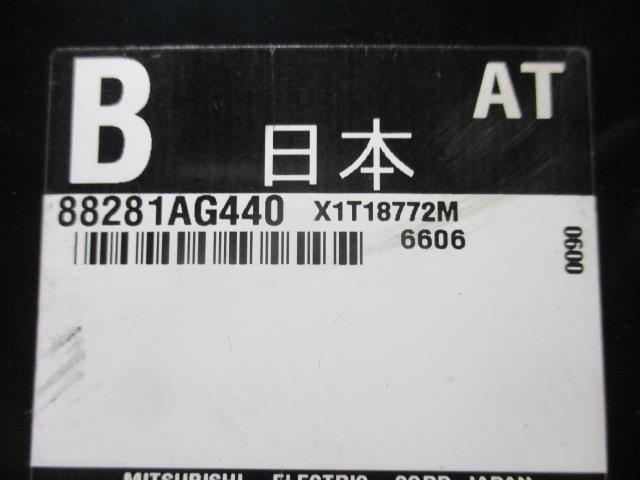 B AT
日本
88281AG440 X1T18772M
6606
0090
MITSUBISHI ELECTRIC CORP. JAPAN